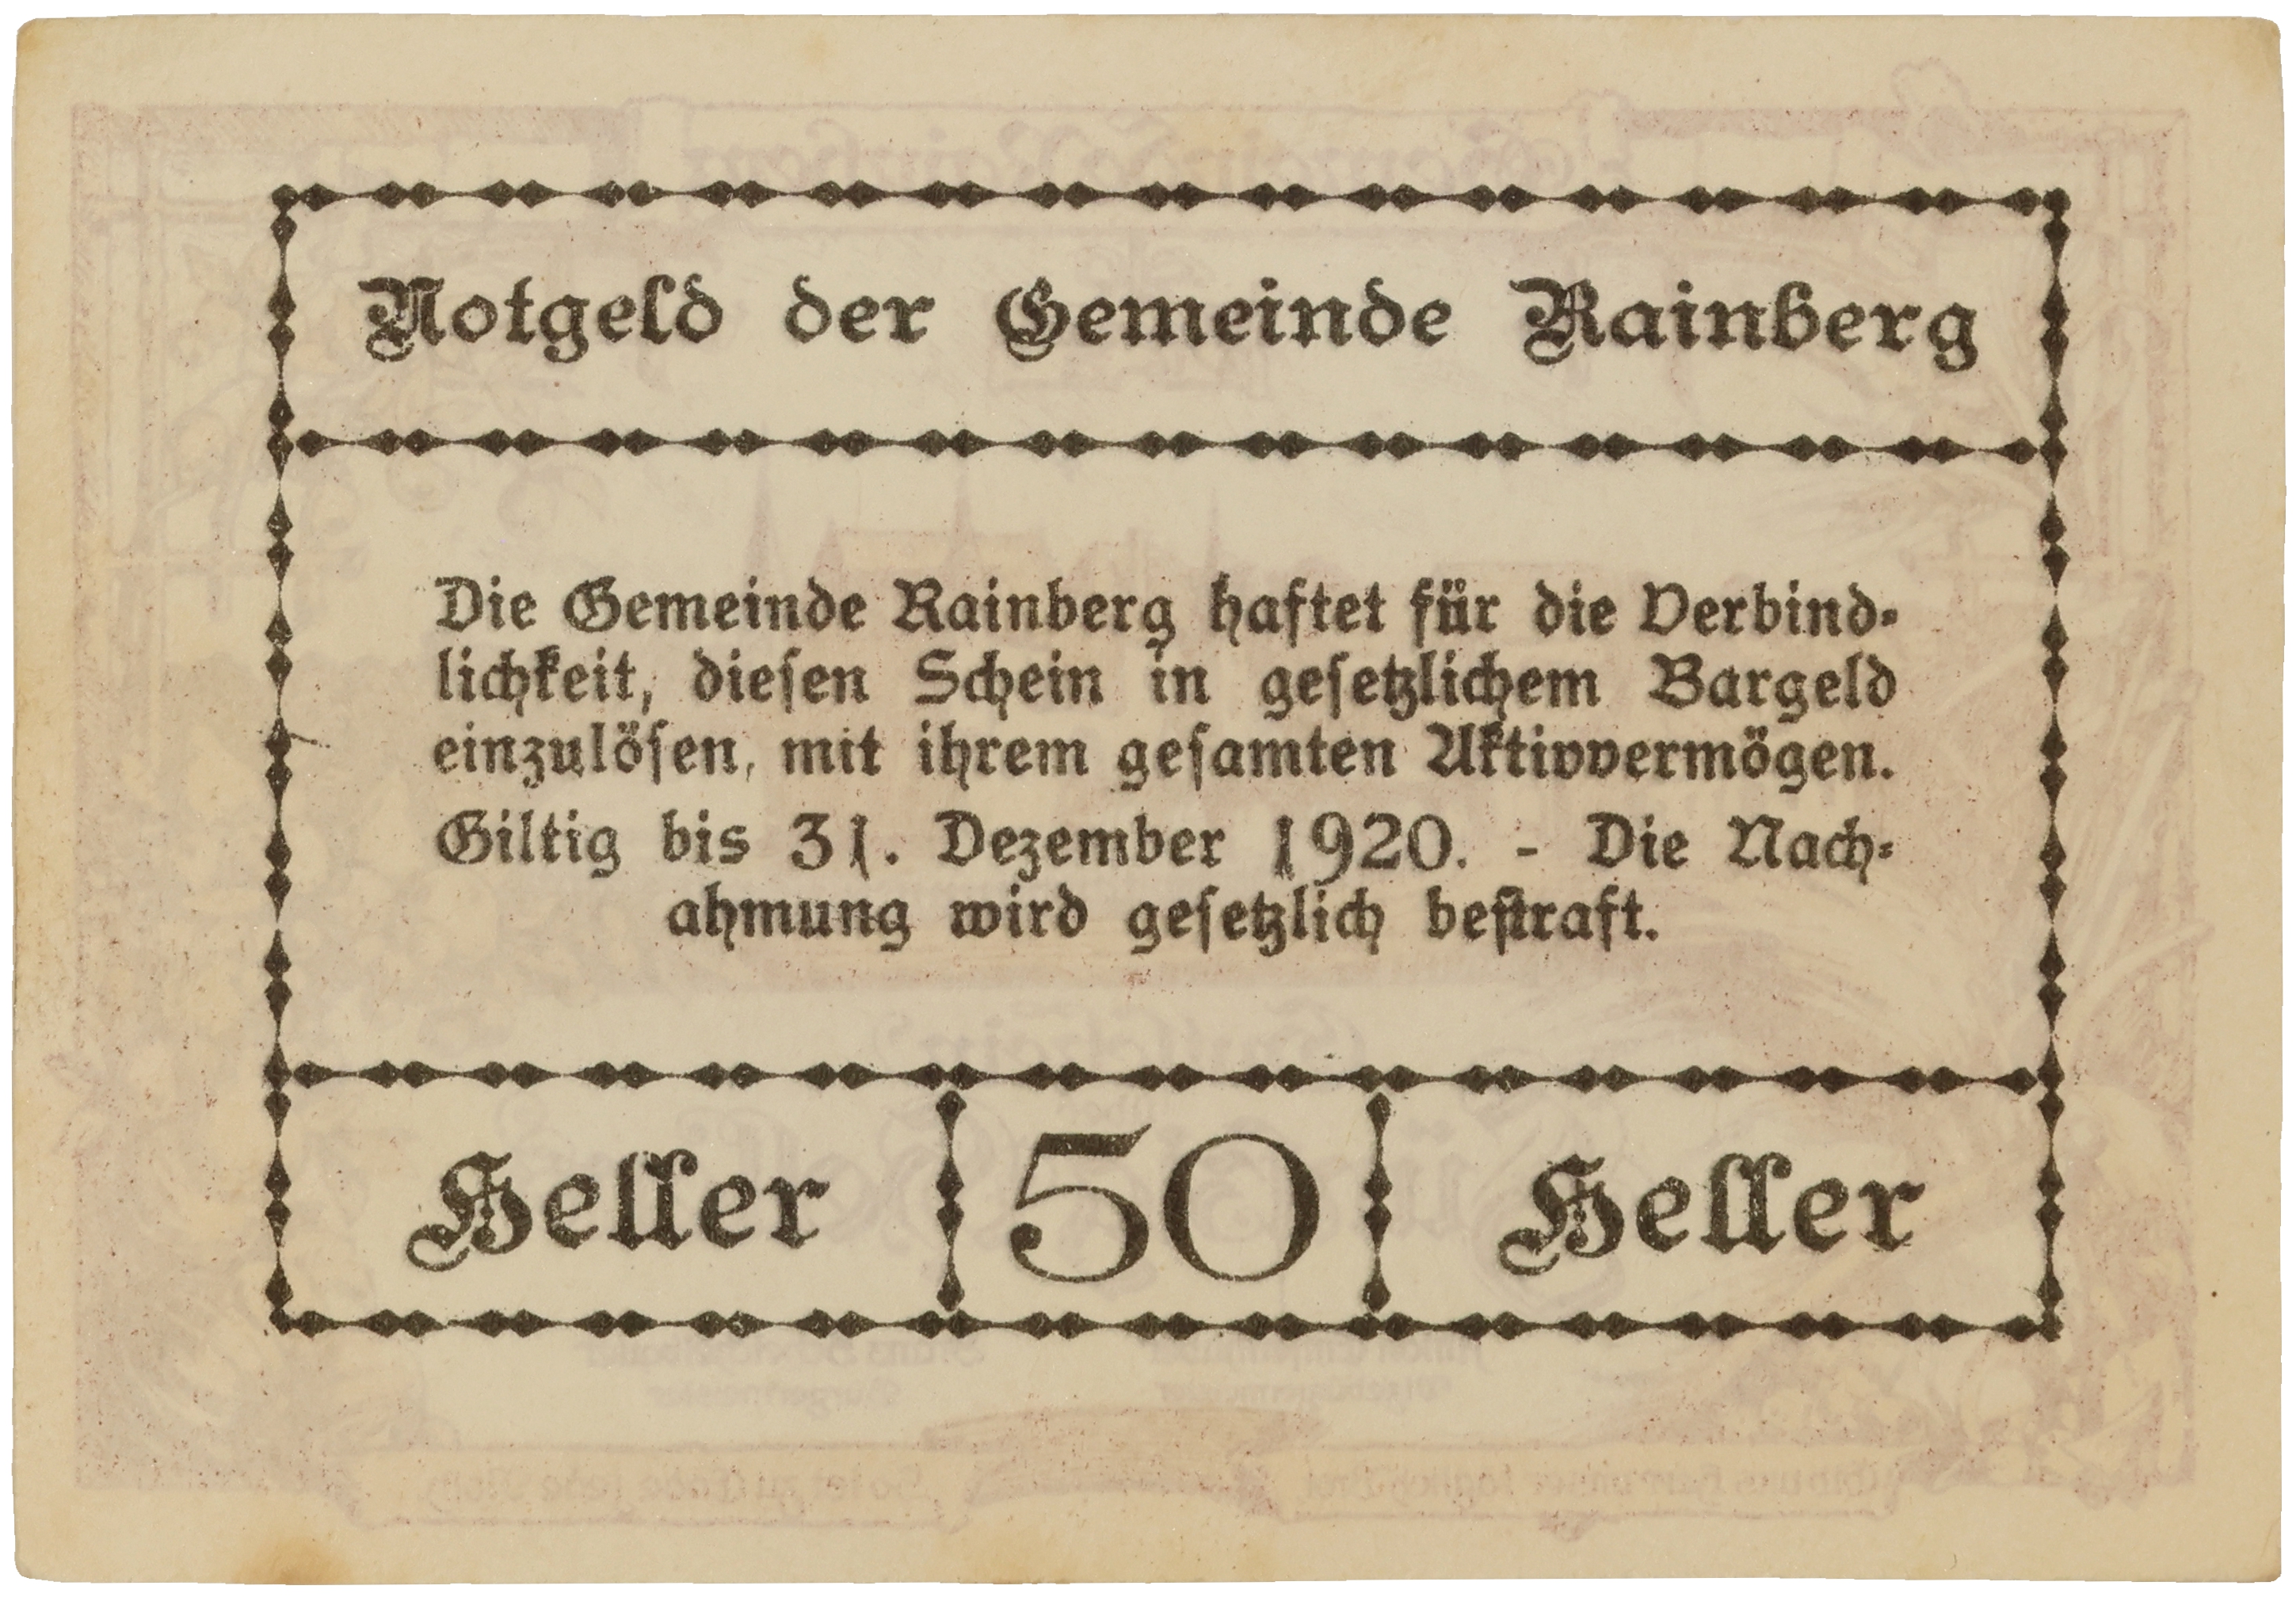 Notgeld der Gemeinde Rainberg
Die Gemeinde Rainberg haftet für die Verbind-
lichkeit, diesen Schein in gesetzlichem Bargeld
einzulösen, mit ihrem gesamten Aktivvermögen.
Giltig bis 31. Dezember 1920. - Die Nach-
ahmung wird gesetzlich bestraft.
Heller 50 Heller